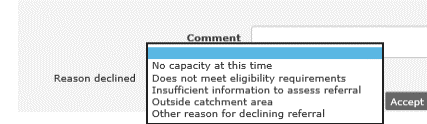 Comment
No capacity at this time
Reason declined
Does not meet eligibility requirements
Insufficient information to assess referral
Outside catchment area
Accept
Other reason for declining referral